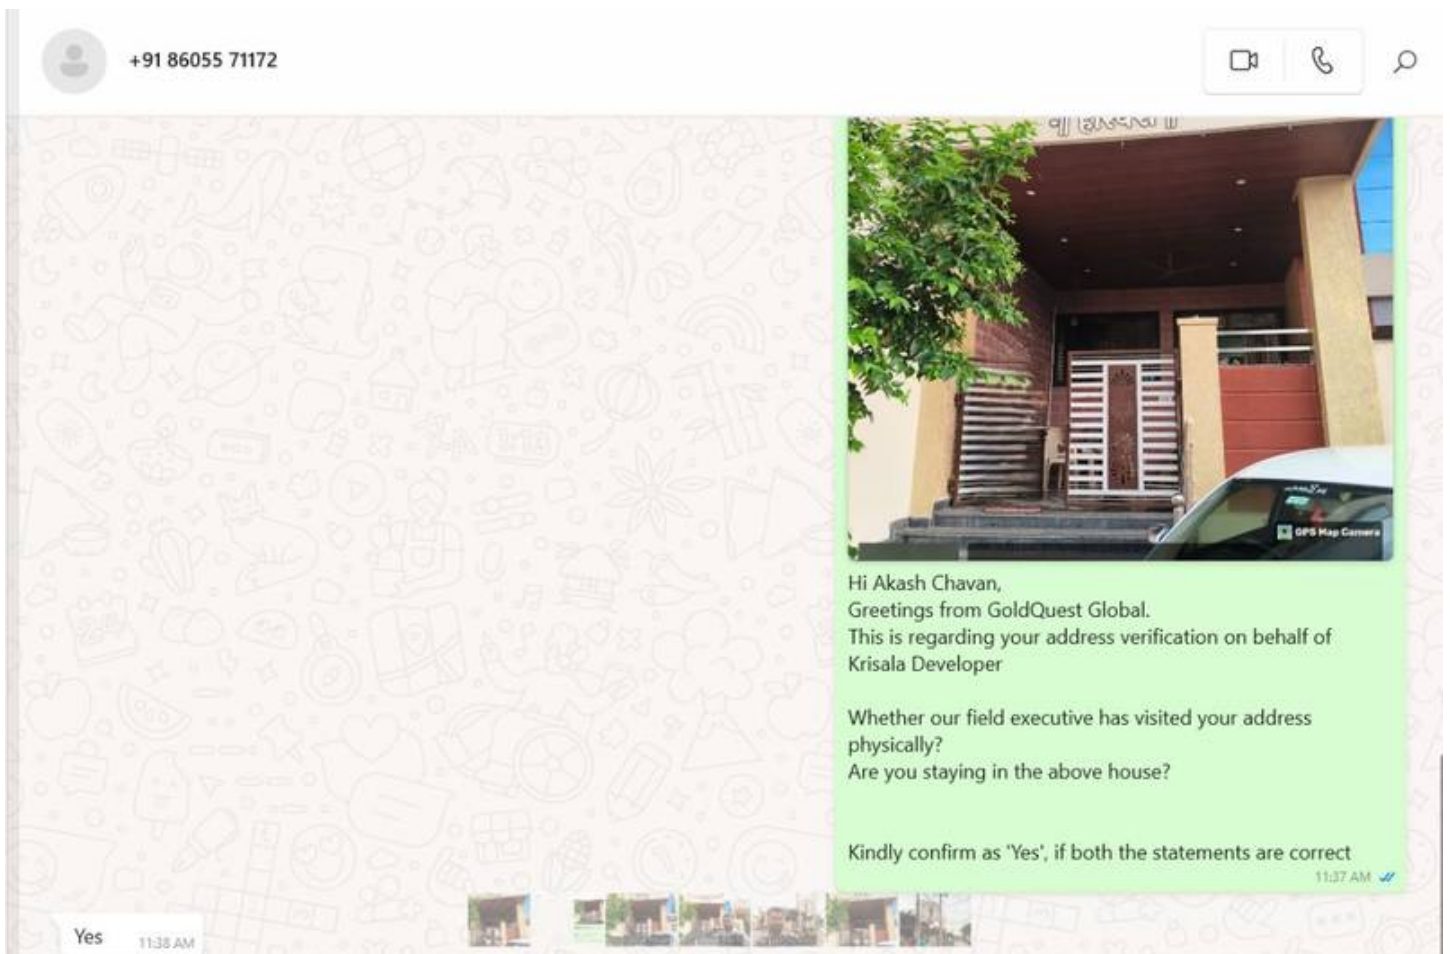 +91 86055 71172
GPS Map Camera
Hi Akash Chavan,
Greetings from GoldQuest Global.
This is regarding your address verification on behalf of
Krisala Developer
Whether our field executive has visited your address
physically?
Are you staying in the above house?
Kindly confirm as 'Yes', if both the statements are correct
11:37 AM
Yes
11:38 AM